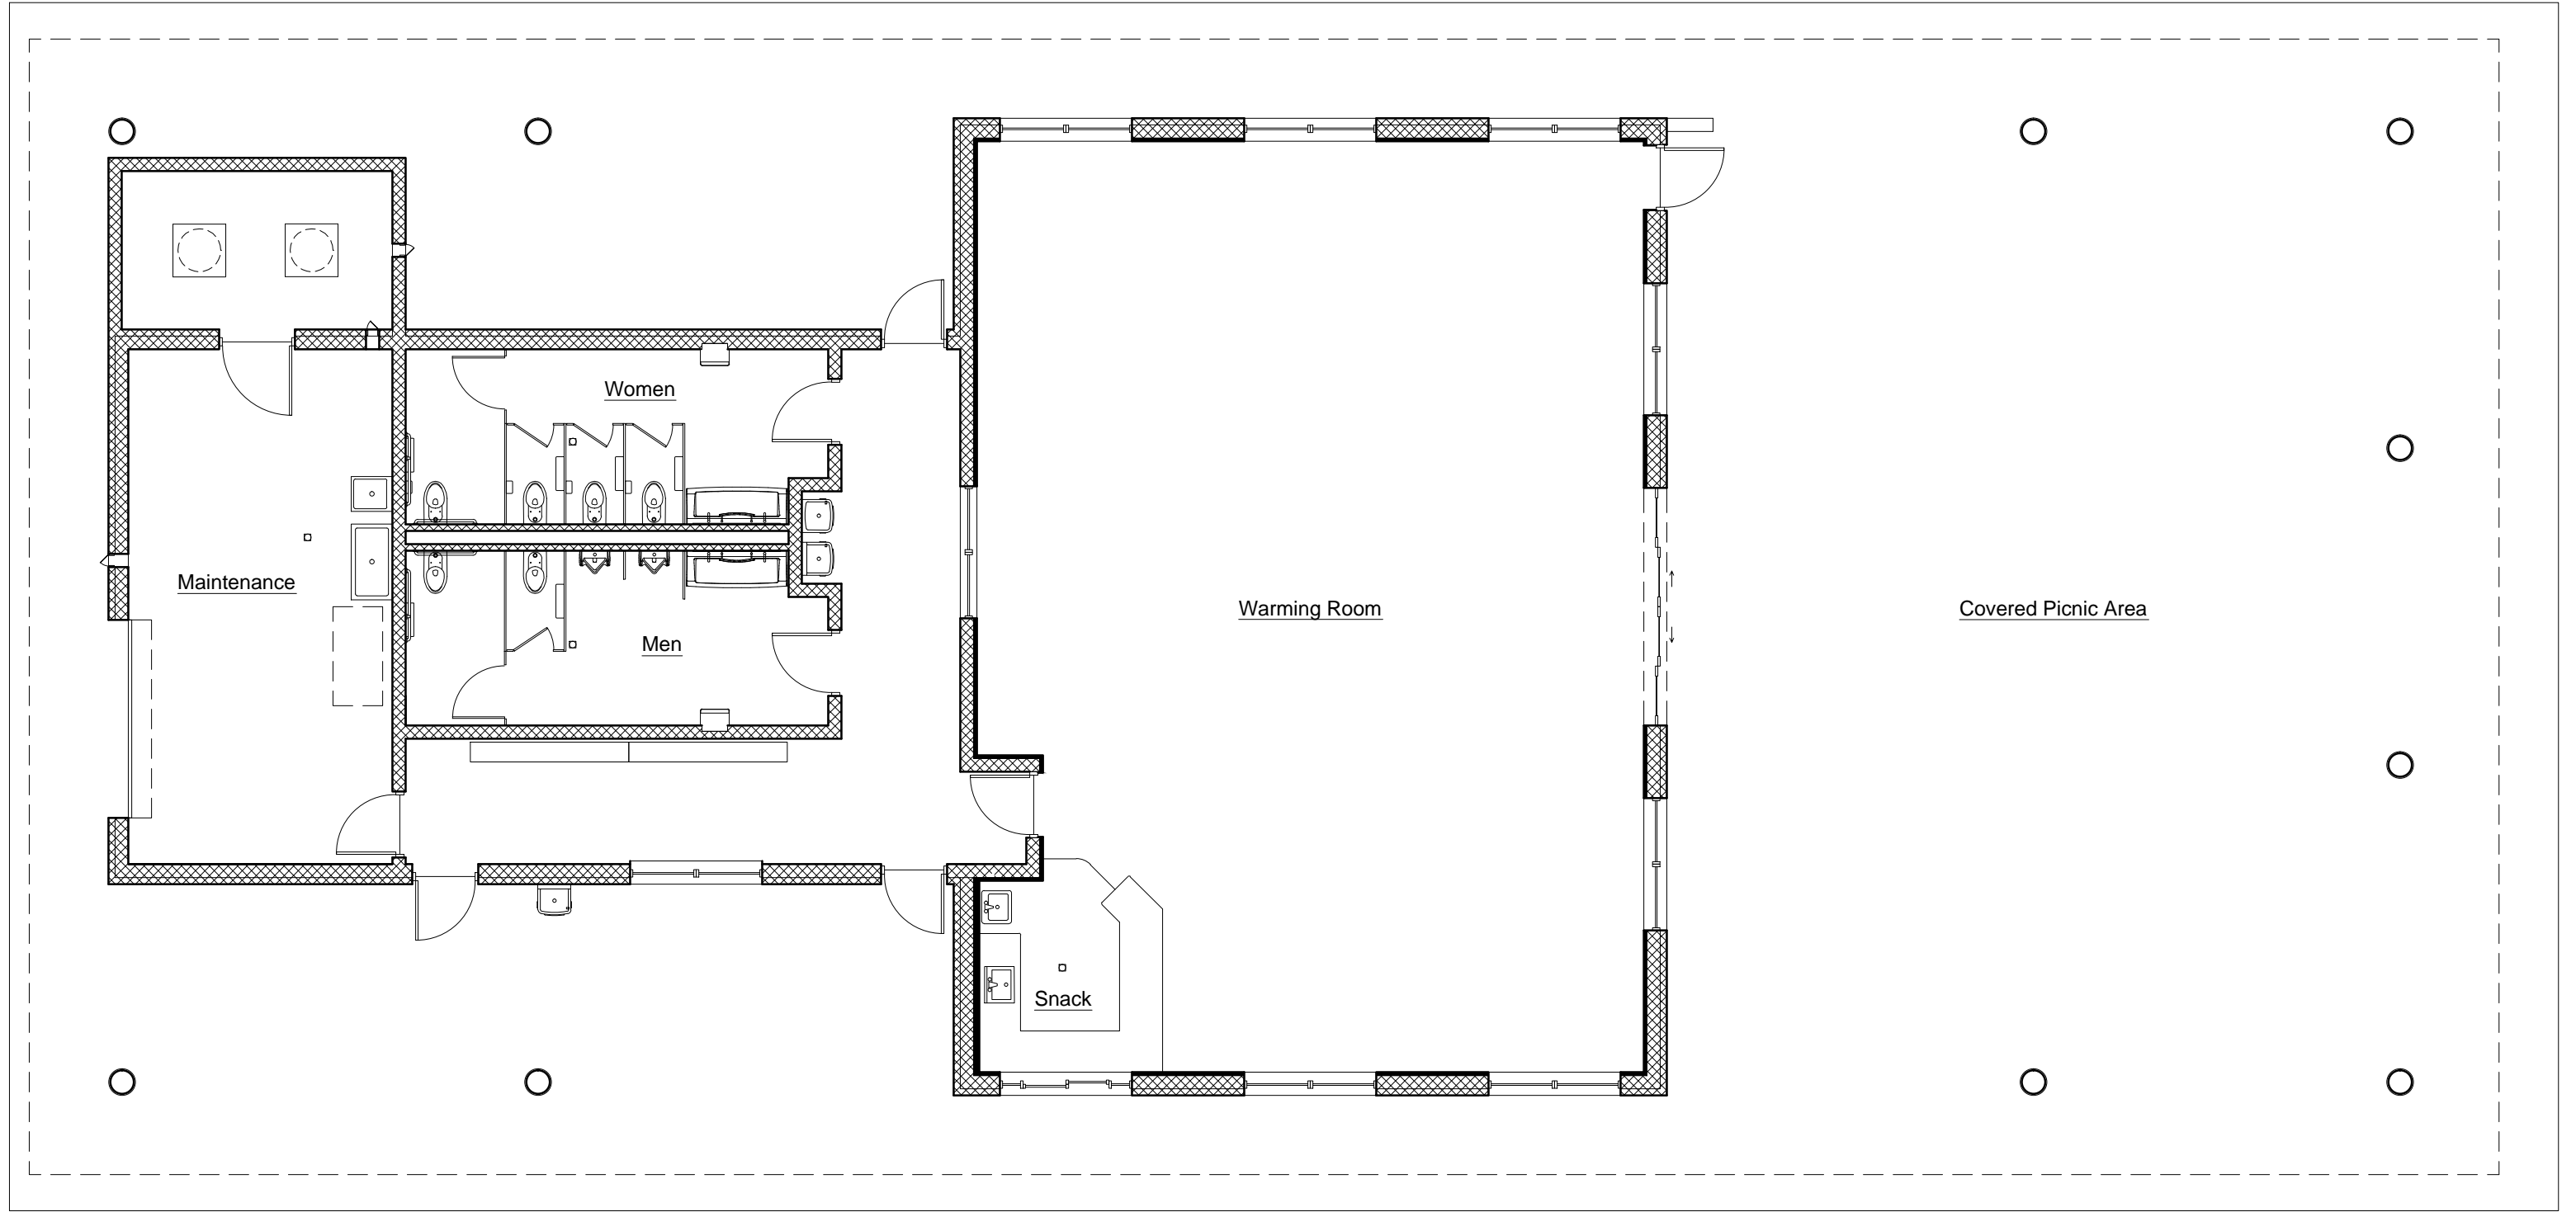 Women
Maintenance
Warming Room
Covered Picnic Area
Men
Snack